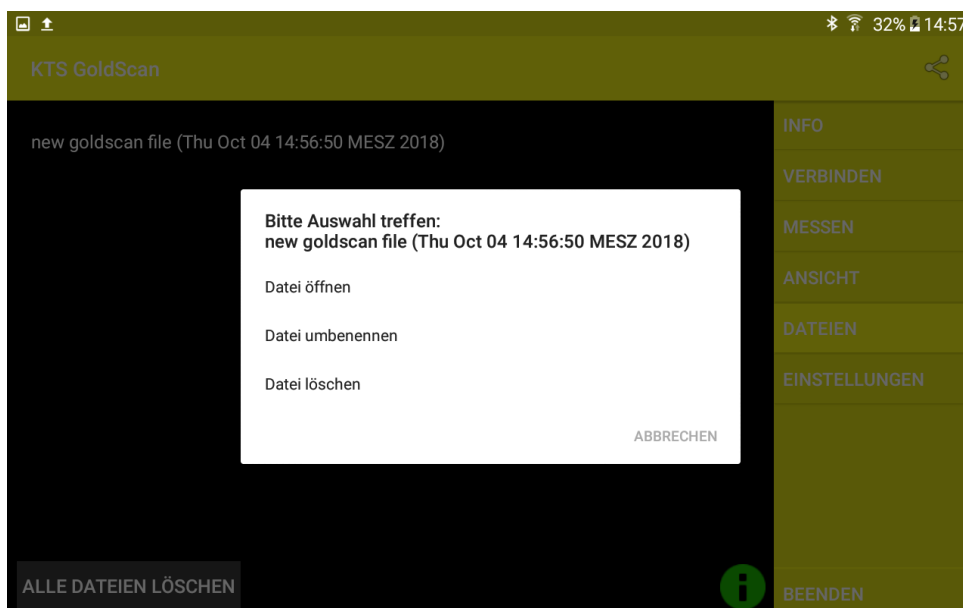 32% 14:57
KTS GoldScan
new goldscan file (Thu Oct 04 14:56:50 MESZ 2018)
Bitte Auswahl treffen:
new goldscan file (Thu Oct 04 14:56:50 MESZ 2018)
Datei öffnen
Datei umbenennen
Datei löschen
ABBRECHEN
INFO
VERBINDEN
MESSEN
ANSICHT
DATEIEN
EINSTELLUNGEN
ALLE DATEIEN LÖSCHEN
BEENDEN